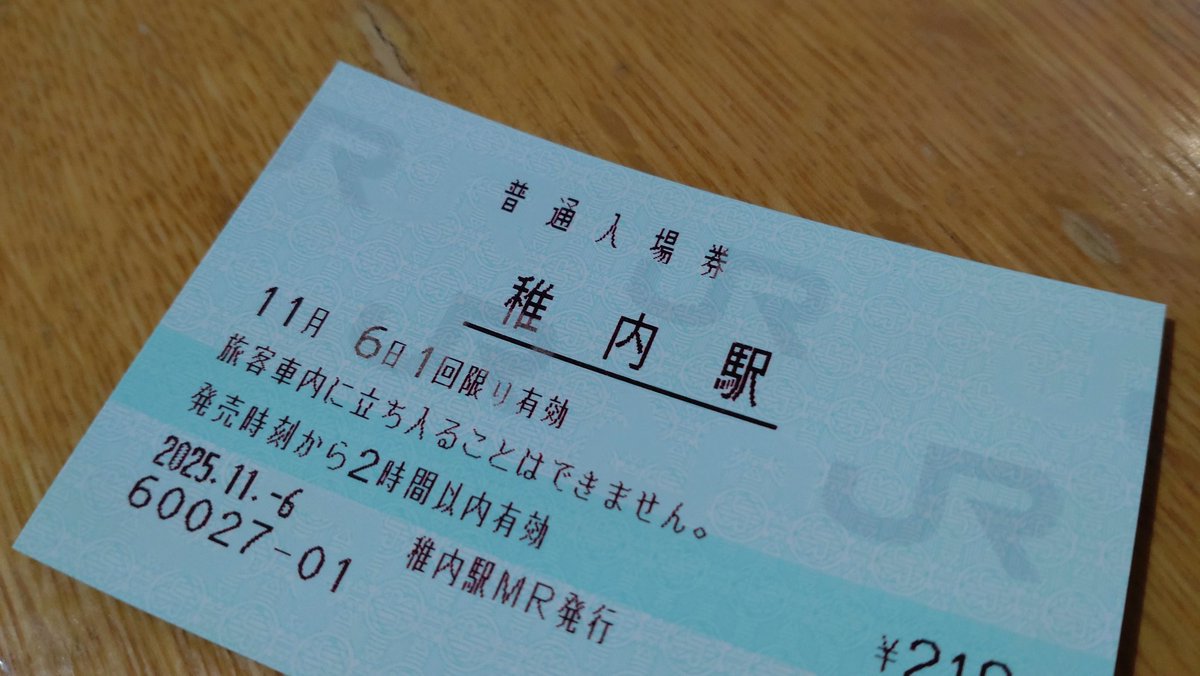 普通入場券
稚内駅
11月 6日1回限り有効
旅客車内に立ち入ることはできません。
発売時刻から2時間以内有効
2025.11.-6
稚内駅MR発行
60027-01
JR
JR